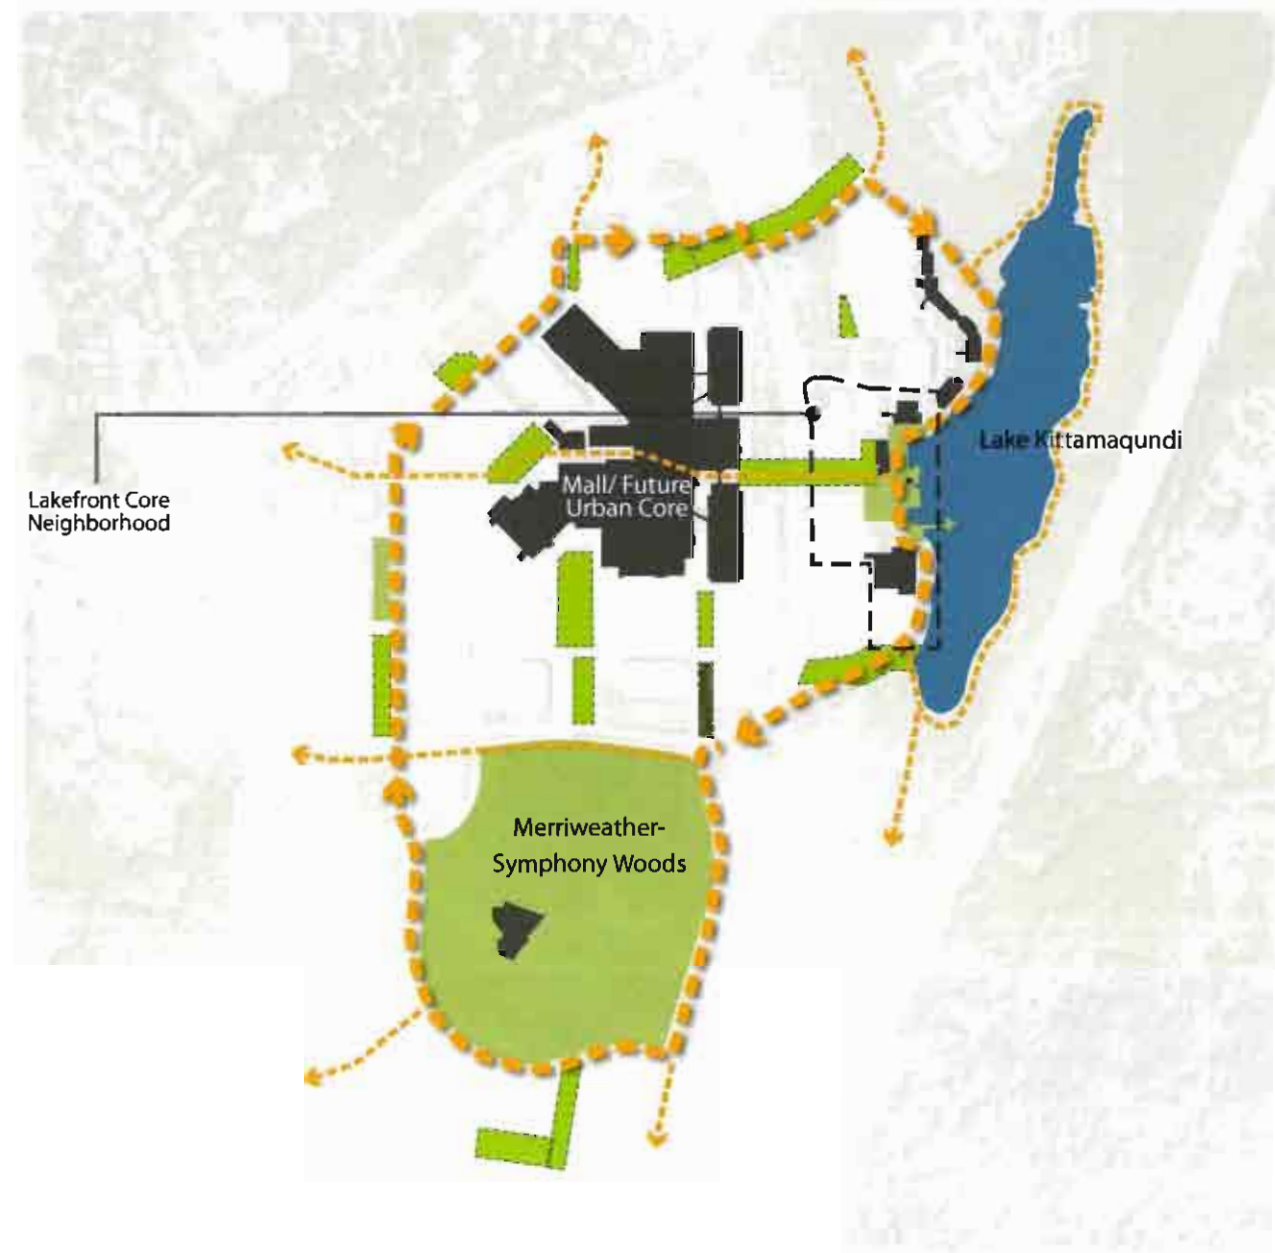 Lake Kittamaqundi
Lakefront Core
Neighborhood
Mall/ Future
Urban Core
Merriweather-
Symphony Woods